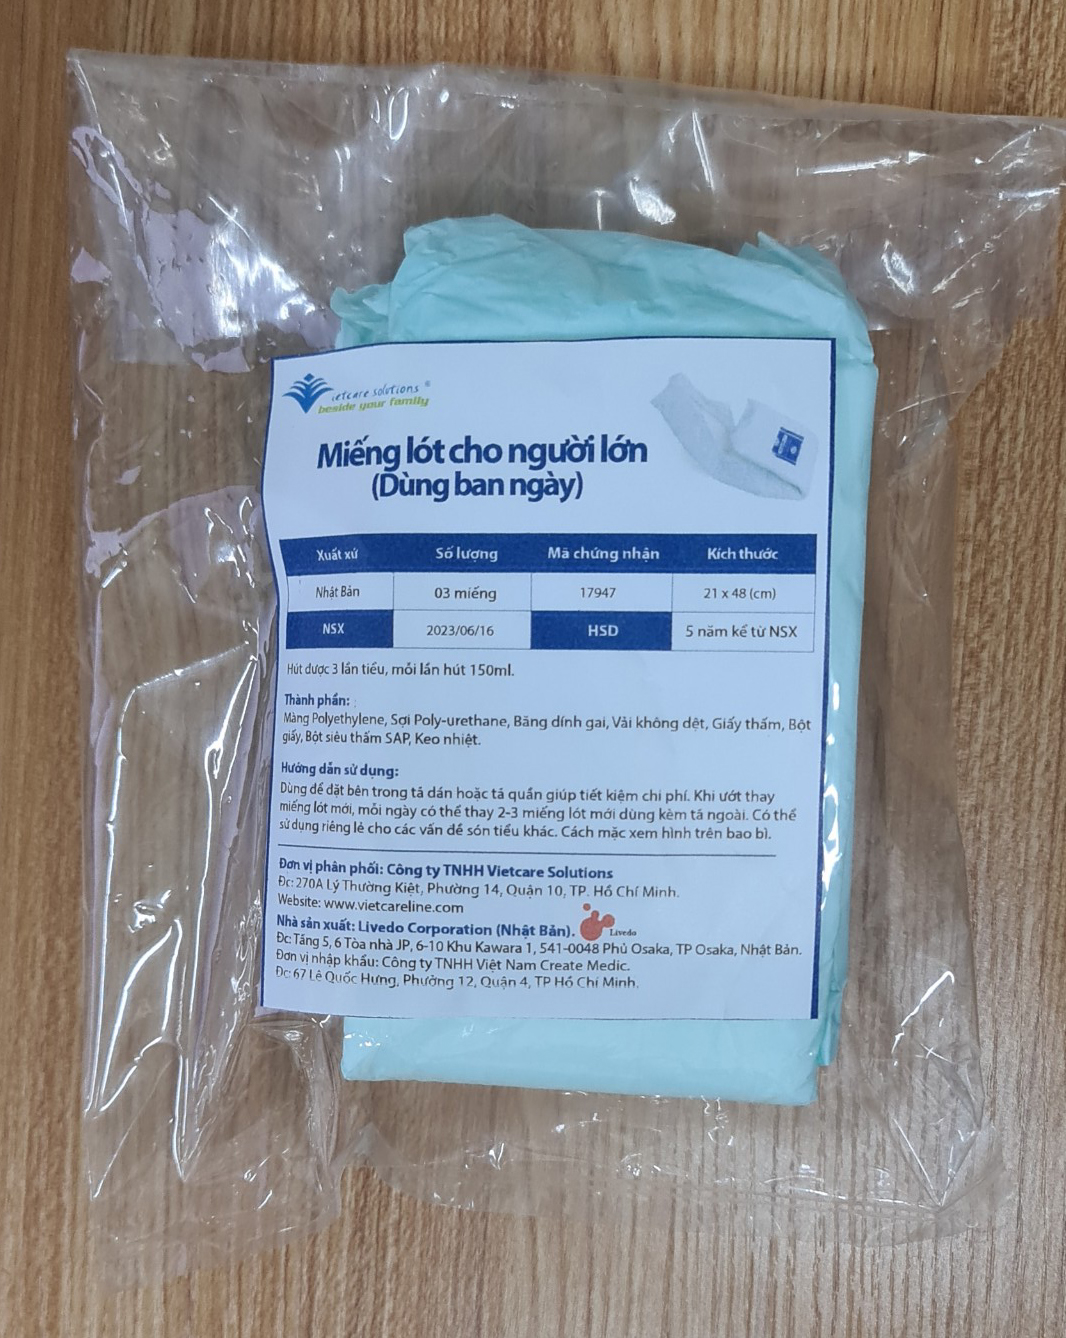 ietcare solutions ®
beside your family
Miếng lót cho người lớn
(Dùng ban ngày)
Xuất xứ Số lượng Mã chứng nhận Kích thước
Nhật Bản 03 miếng 17947 21 x 48 (cm)
NSX 2023/06/16 HSD 5 năm kể từ NSX
Hút được 3 lần tiểu, mỗi lần hút 150ml.
Thành phần:
Màng Polyethylene, Sợi Poly-urethane, Băng dính gai, Vải không dệt, Giấy thấm, Bột
giấy, Bột siêu thấm SAP, Keo nhiệt.
Hướng dẫn sử dụng:
Dùng để đặt bên trong tã dán hoặc tã quần giúp tiết kiệm chi phí. Khi ướt thay
miếng lót mới, mỗi ngày có thể thay 2-3 miếng lót mới dùng kèm tã ngoài. Có thể
sử dụng riêng lẻ cho các vấn đề són tiểu khác. Cách mặc xem hình trên bao bì.
Đơn vị phân phối: Công ty TNHH Vietcare Solutions
Đc: 270A Lý Thường Kiệt, Phường 14, Quận 10, TP. Hồ Chí Minh.
Website: www.vietcareline.com
Nhà sản xuất: Livedo Corporation (Nhật Bản). Livedo
Đc: Tầng 5, 6 Tòa nhà JP, 6-10 Khu Kawara 1, 541-0048 Phủ Osaka, TP Osaka, Nhật Bản.
Đơn vị nhập khẩu: Công ty TNHH Việt Nam Create Medic.
Đc: 67 Lê Quốc Hưng, Phường 12, Quận 4, TP Hồ Chí Minh.